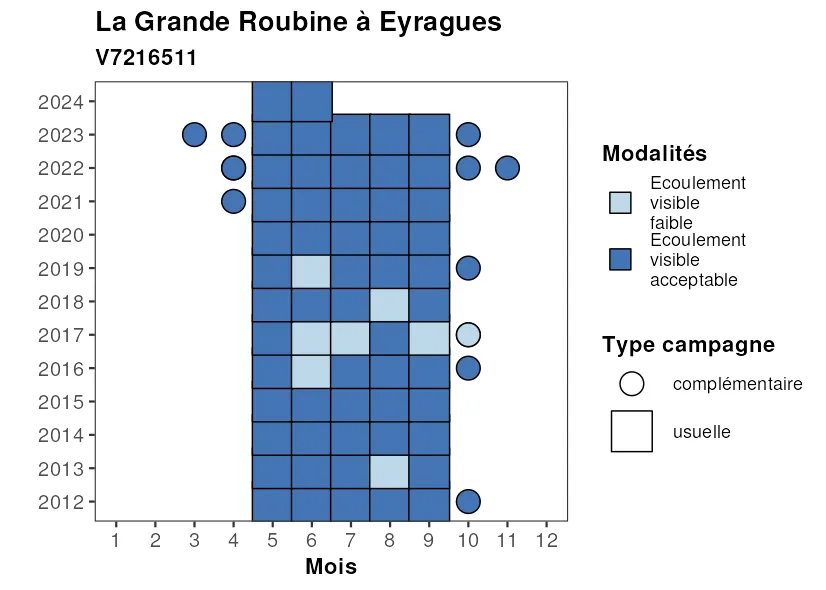 La Grande Roubine à Eyragues
V7216511
2024
2023
2022
2021
2020
2019
2018
2017
2016
2015
2014
2013
2012
1 2 3 4 5 6 7 8 9 10 11 12
Mois
Modalités
Ecoulement
visible
faible
Ecoulement
visible
acceptable
Type campagne
complémentaire
usuelle